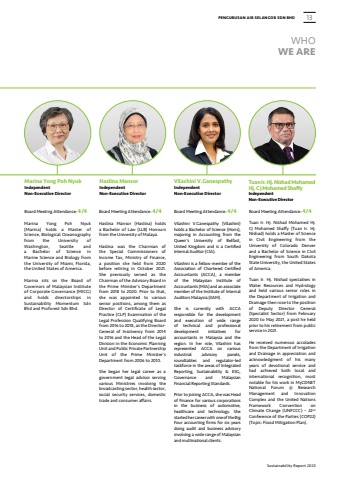 PENGURUSAN AIR SELANGOR SDN BHD
13
WHO
WE ARE
Marina Yong Poh Nyuk
Independent
Non-Executive Director
Board Meeting Attendance: 4/4
Marina Yong Poh Nyuk
(Marina) holds a Master of
Science, Biological Oceanography
from the University of
Washington, Seattle and
a Bachelor of Science in
Marine Science and Biology from
the University of Miami, Florida,
the United States of America.
Marina sits on the Board of
Governors of Malaysian Institute
of Corporate Governance (MICG)
and holds directorships in
Sustainability Momentum Sdn
Bhd and Preformit Sdn Bhd.
Hadina Mansor
Independent
Non-Executive Director
Board Meeting Attendance: 4/4
Hadina Mansor (Hadina) holds
a Bachelor of Law (LLB) Honours
from the University of Malaya.
Hadina was the Chairman of
the Special Commissioners of
Income Tax, Ministry of Finance,
a position she held from 2020
before retiring in October 2021.
She previously served as the
Chairman of the Advisory Board in
the Prime Minister's Department
from 2018 to 2020. Prior to that,
she was appointed to various
senior positions, among them as
Director of Certificate of Legal
Practice (CLP) Examination of the
Legal Profession Qualifying Board
from 2016 to 2018, as the Director-
General of Insolvency from 2014
to 2016 and the Head of the Legal
Division in the Economic Planning
Unit and Public Private Partnership
Unit of the Prime Minister's
Department from 2006 to 2013.
She began her legal career as a
government legal advisor serving
various Ministries involving the
broadcasting sector, health sector,
social security services, domestic
trade and consumer affairs.
Vilashini V. Ganespathy
Independent
Non-Executive Director
Board Meeting Attendance: 4/4
Vilashini V.Ganespathy (Vilashini)
holds a Bachelor of Science (Hons)
majoring in Accounting from the
Queen's University of Belfast,
United Kingdom and is a Certified
Internal Auditor (CIA).
Vilashini is a fellow member of the
Association of Chartered Certified
Accountants (ACCA), a member
of the Malaysian Institute of
Accountants (MIA) and an associate
member of the Institute of Internal
Auditors Malaysia (IIAM).
She is currently with ACCA
responsible for the development
and execution of wide range
of technical and professional
development initiatives for
accountants in Malaysia and the
region. In her role, Vilashini has
represented ACCA on various
industrial advisory panels,
roundtables and regulator-led
taskforce in the areas of Integrated
Reporting, Sustainability & ESG,
Governance and Malaysian
Financial Reporting Standards.
Prior to joining ACCA, she was Head
of Finance for various corporations
in the business of automotive,
healthcare and technology. She
started her career with one of the Big
Four accounting firms for six years
doing audit and business advisory
involving a wide range of Malaysian
and multinational clients.
Tuan Ir. Hj. Nishad Mohamed
Hj. CJ Mohamed Shaffy
Independent
Non-Executive Director
Board Meeting Attendance: 4/4
Tuan Ir. Hj. Nishad Mohamed Hj.
CJ Mohamed Shaffy (Tuan Ir. Hj.
Nishad) holds a Master of Science
in Civil Engineering from the
University of Colorado Denver
and a Bachelor of Science in Civil
Engineering from South Dakota
State University, the United States
of America.
Tuan Ir. Hj. Nishad specialises in
Water Resources and Hydrology
and held various senior roles in
the Department of Irrigation and
Drainage then rose to the position
of Deputy Director General
(Specialist Sector) from February
2020 to May 2021, a post he held
prior to his retirement from public
service in 2021.
He received numerous accolades
from the Department of Irrigation
and Drainage in appreciation and
acknowledgment of his many
years of devotional service and
had achieved both local and
international recognition, most
notable for his work in MyCDNET
National Forum @ Research
Management and Innovation
Complex and the United Nations
Framework Convention on
Climate Change (UNFCCC) – 22nd
Conference of the Parties (COP22)
(Topic: Flood Mitigation Plan).
Sustainability Report 2023